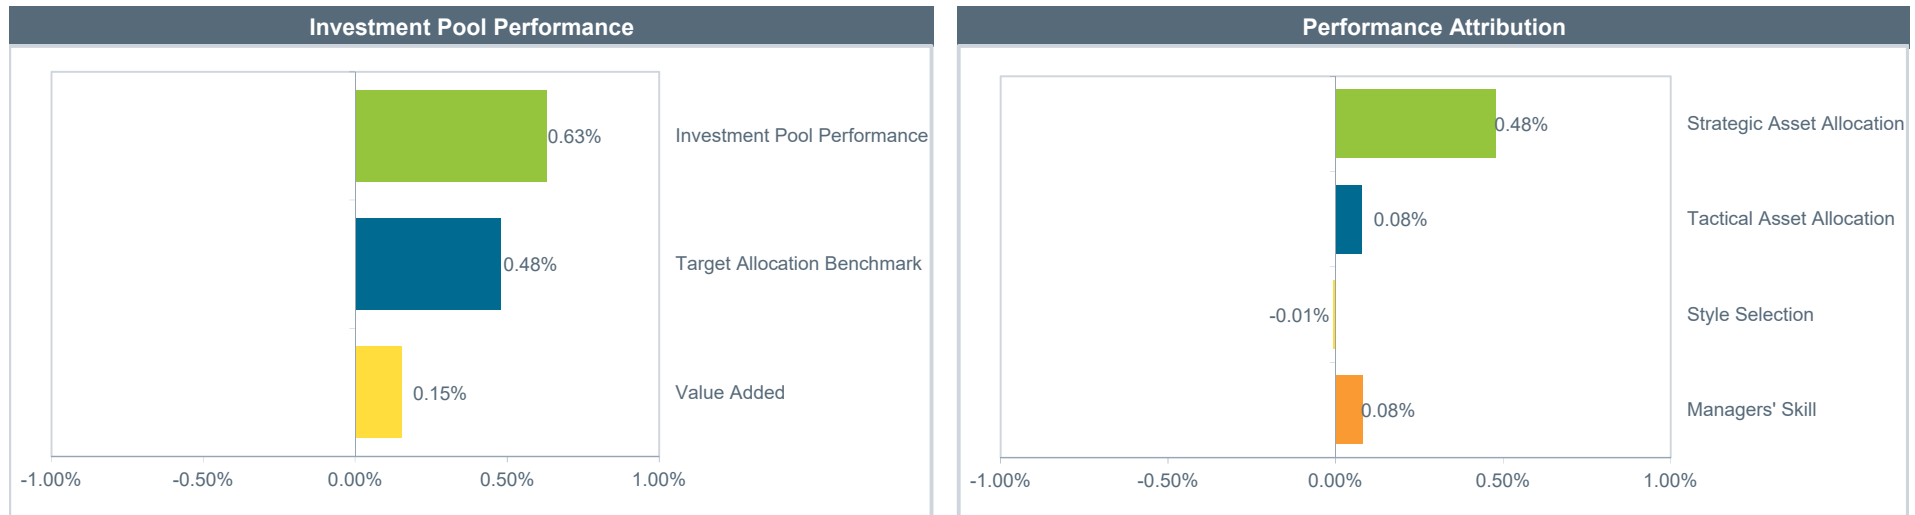 Investment Pool Performance
0.63%
Investment Pool Performance
0.48%
Target Allocation Benchmark
0.15%
Value Added
-1.00%
-0.50%
0.00%
0.50%
1.00%
Performance Attribution
0.48%
Strategic Asset Allocation
0.08%
Tactical Asset Allocation
-0.01%
Style Selection
0.08%
Managers' Skill
-1.00%
-0.50%
0.00%
0.50%
1.00%